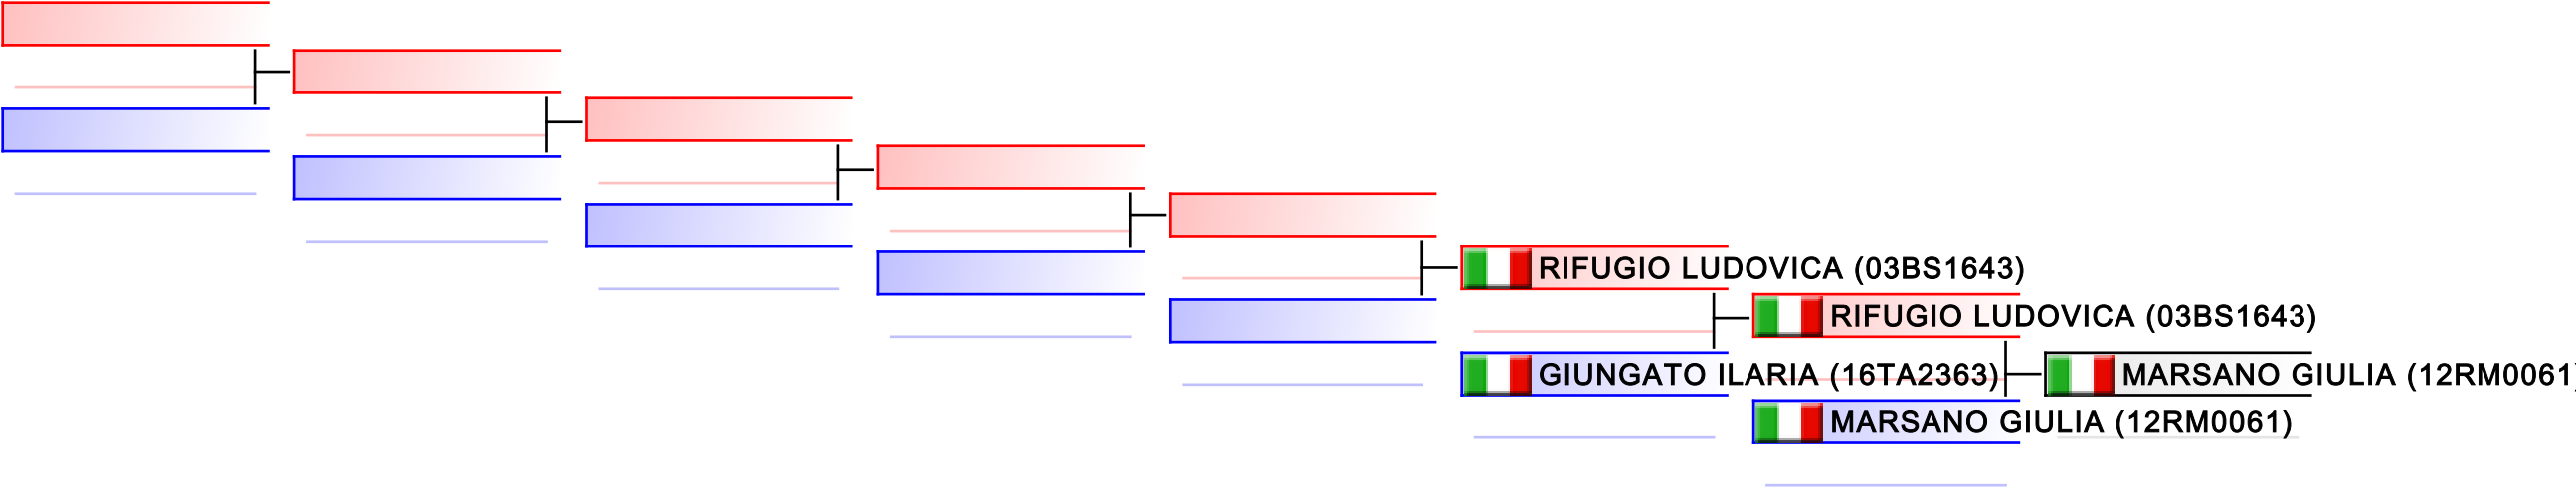 RIFUGIO LUDOVICA (03BS1643)
RIFUGIO LUDOVICA (03BS1643)
GIUNGATO ILARIA (16TA2363)
MARSANO GIULIA (12RM0061)
MARSANO GIULIA (12RM0061)